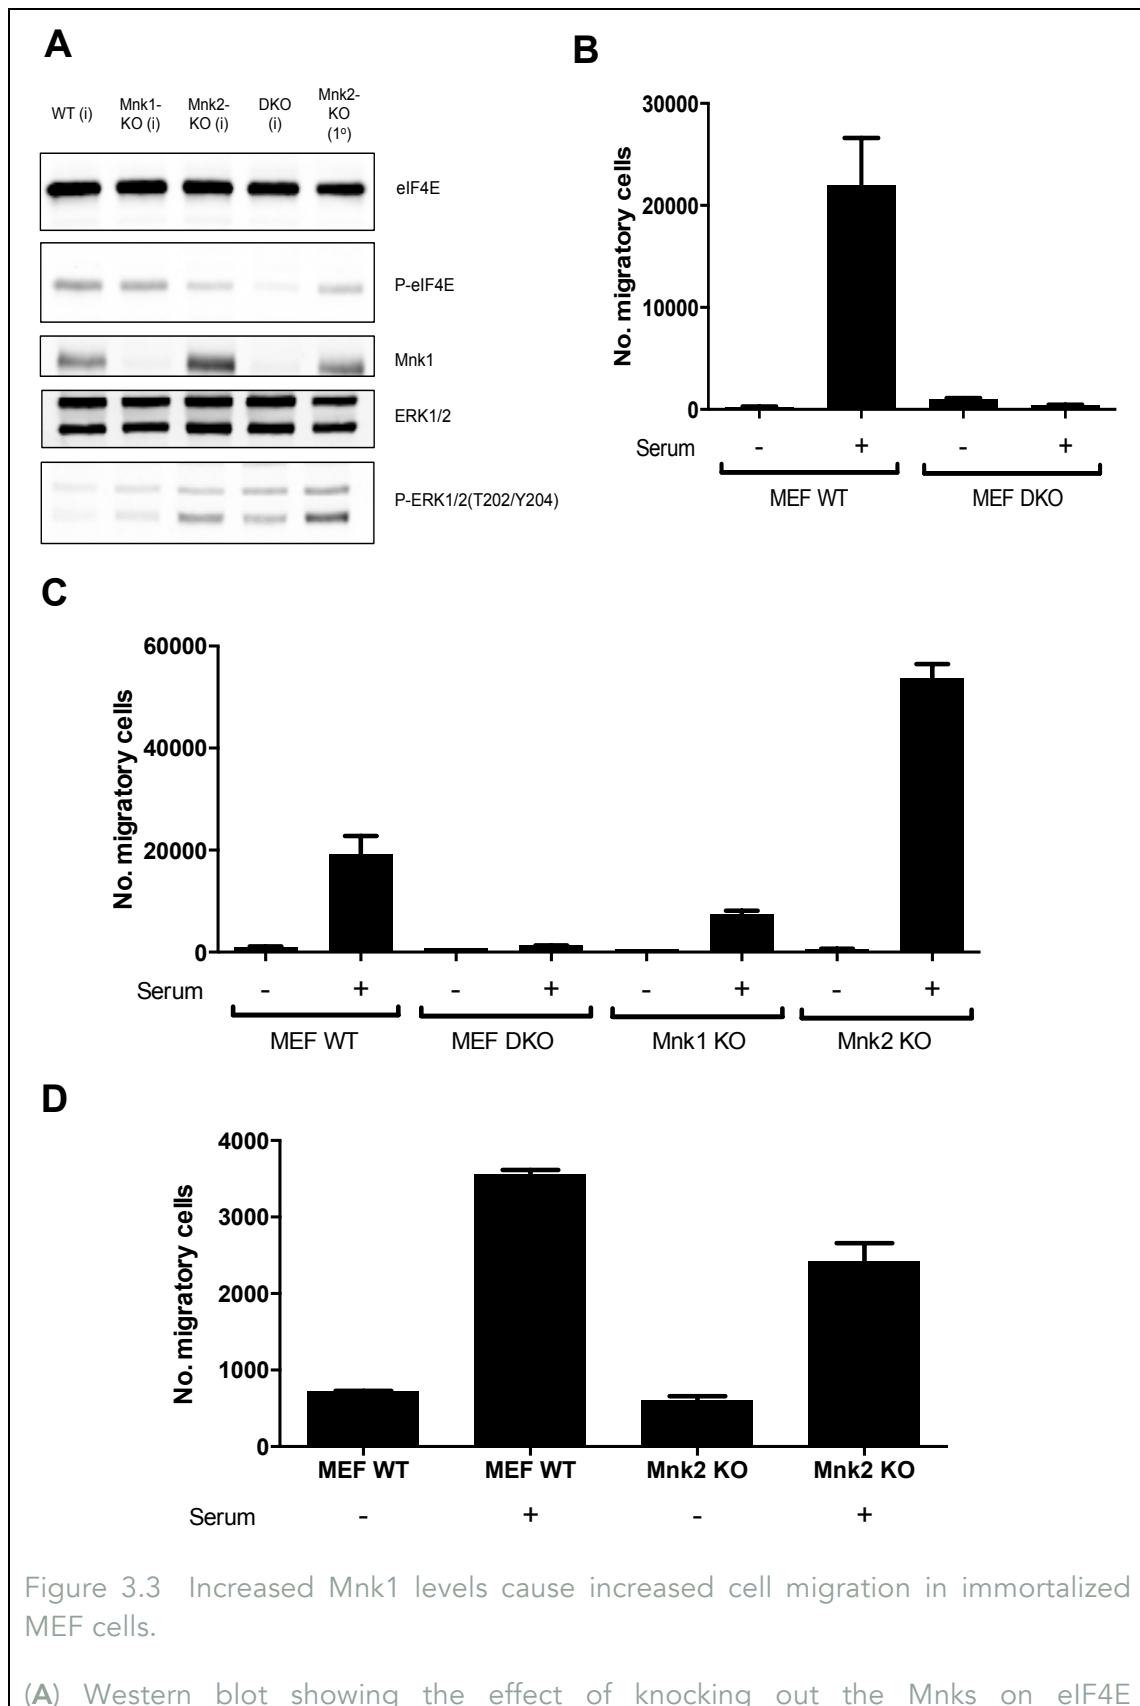 A
WT (i)
Mnk1-
KO (i)
Mnk2-
KO (i)
DKO
(i)
Mnk2-
KO
(1º)
eIF4E
P-eIF4E
Mnk1
ERK1/2
P-ERK1/2(T202/Y204)
B
No. migratory cells
30000
20000
10000
0
Serum - + - +
MEF WT MEF DKO
C
No. migratory cells
60000
40000
20000
0
Serum - + - + - + - +
MEF WT MEF DKO Mnk1 KO Mnk2 KO
D
No. migratory cells
4000
3000
2000
1000
0
MEF WT MEF WT Mnk2 KO Mnk2 KO
Serum - + - +
Figure 3.3 Increased Mnk1 levels cause increased cell migration in immortalized
MEF cells.
(A) Western blot showing the effect of knocking out the Mnks on eIF4E